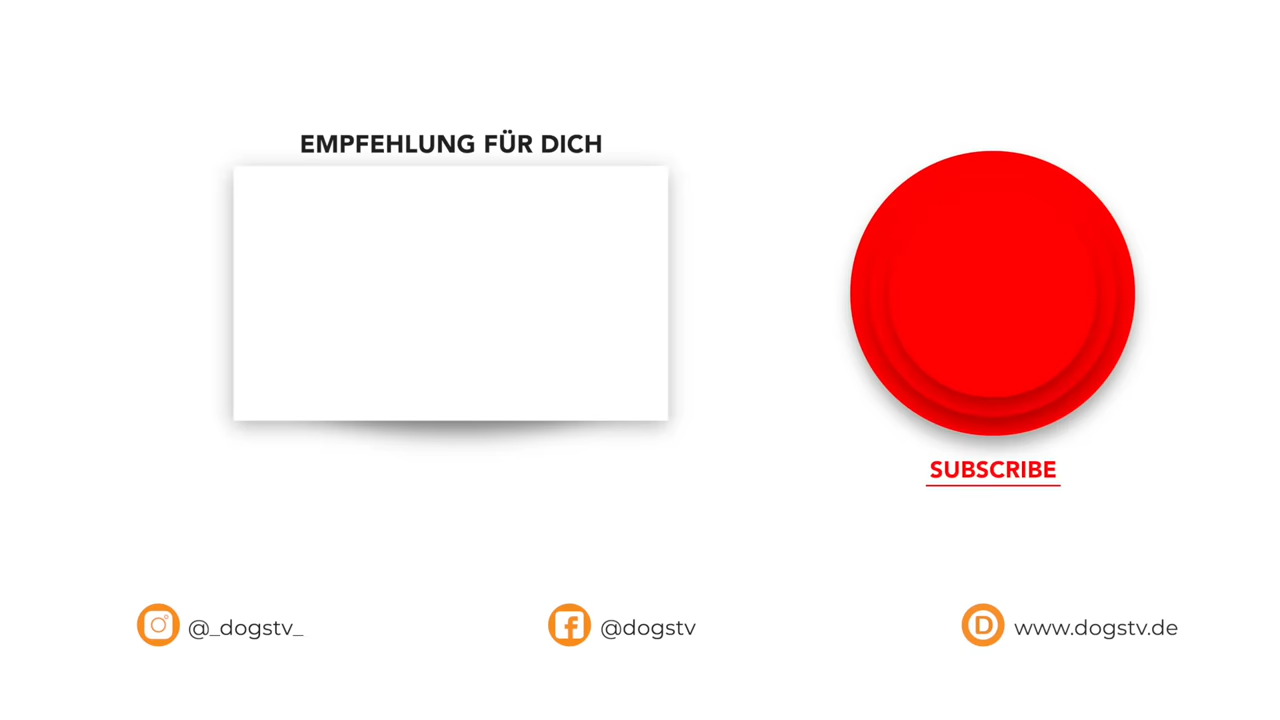 EMPFEHLUNG FÜR DICH
SUBSCRIBE
@_dogstv_
@dogstv
D www.dogstv.de